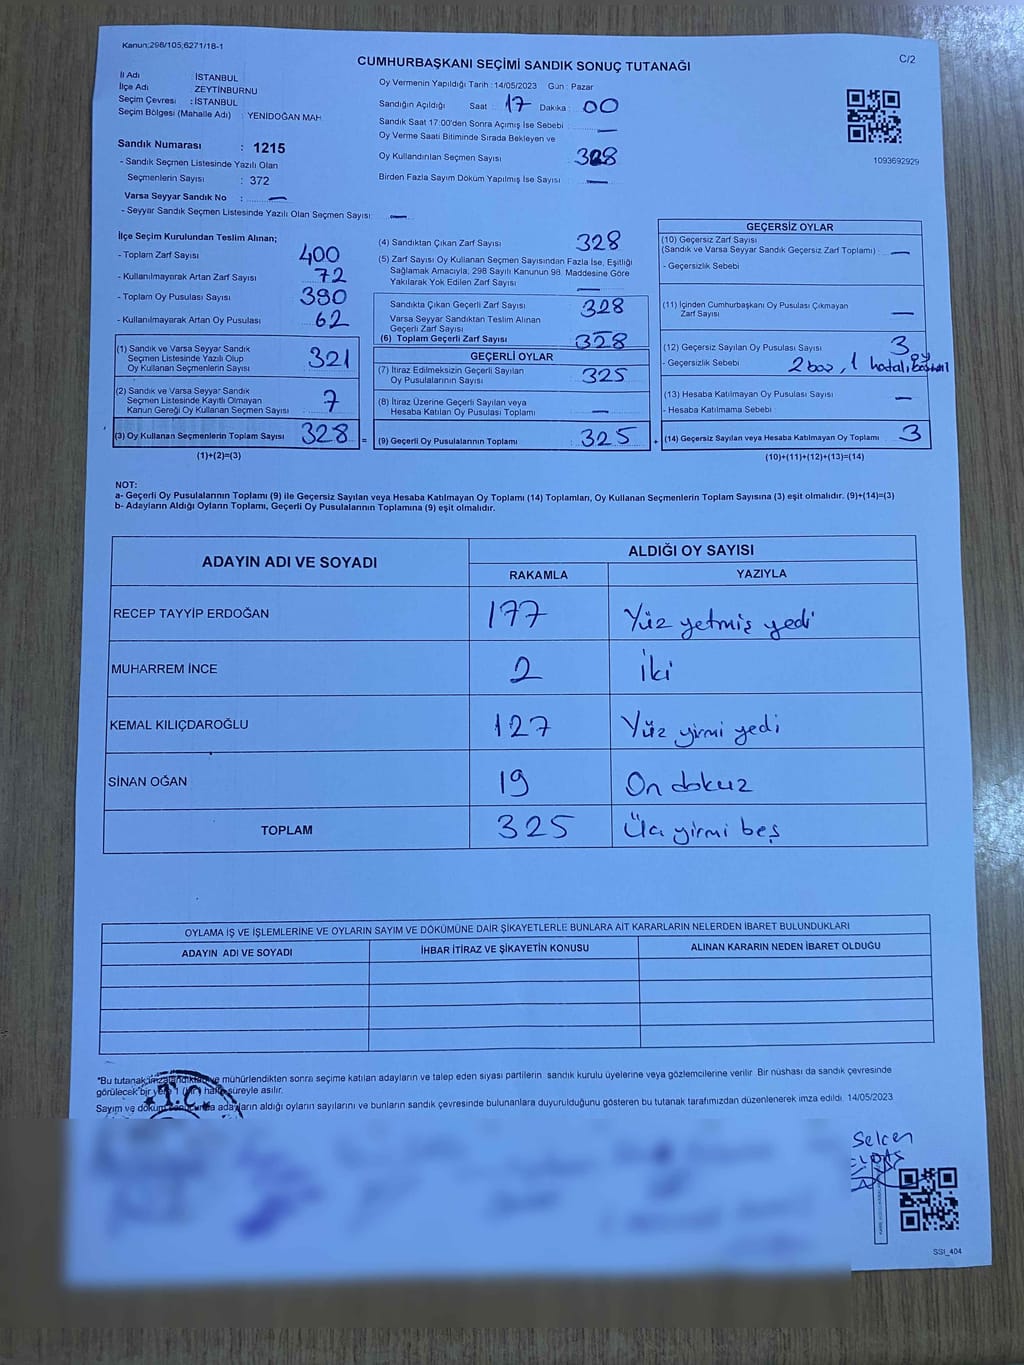 Kanun;298/105;6271/18-1
C/2
CUMHURBAŞKANI SEÇİMİ SANDIK SONUÇ TUTANAĞI
İl Adı : İSTANBUL
İlçe Adı : ZEYTİNBURNU
Seçim Çevresi : İSTANBUL
Seçim Bölgesi (Mahalle Adı) : YENİDOĞAN MAH
Sandık Numarası : 1215
- Sandık Seçmen Listesinde Yazılı Olan
Seçmenlerin Sayısı : 372
Varsa Seyyar Sandık No : —
- Seyyar Sandık Seçmen Listesinde Yazılı Olan Seçmen Sayısı: —
Oy Vermenin Yapıldığı Tarih : 14/05/2023 Gün : Pazar
Sandığın Açıldığı Saat : 17 Dakika : 00
Sandık Saat 17:00'den Sonra Açımış İse Sebebi : —
Oy Verme Saati Bitiminde Sırada Bekleyen ve
Oy Kullandırılan Seçmen Sayısı : 328
Birden Fazla Sayım Döküm Yapılmış İse Sayısı : —
1093692929
İlçe Seçim Kurulundan Teslim Alınan;
- Toplam Zarf Sayısı : 400
- Kullanılmayarak Artan Zarf Sayısı : 72
- Toplam Oy Pusulası Sayısı : 390
- Kullanılmayarak Artan Oy Pusulası : 62
(1) Sandık ve Varsa Seyyar Sandık
Seçmen Listesinde Yazılı Olup
Oy Kullanan Seçmenlerin Sayısı : 321
(2) Sandık ve Varsa Seyyar Sandık
Seçmen Listesinde Kayıtlı Olmayan
Kanun Gereği Oy Kullanan Seçmen Sayısı : 7
(3) Oy Kullanan Seçmenlerin Toplam Sayısı : 328 =
(1)+(2)=(3)
(4) Sandıktan Çıkan Zarf Sayısı : 328
(5) Zarf Sayısı Oy Kullanan Seçmen Sayısından Fazla İse, Eşitliği
Sağlamak Amacıyla, 298 Sayılı Kanunun 98. Maddesine Göre
Yakılarak Yok Edilen Zarf Sayısı : —
Sandıkta Çıkan Geçerli Zarf Sayısı : 328
Varsa Seyyar Sandıktan Teslim Alınan
Geçerli Zarf Sayısı :
(6) Toplam Geçerli Zarf Sayısı : 328
GEÇERLİ OYLAR
(7) İtiraz Edilmeksizin Geçerli Sayılan
Oy Pusulalarının Sayısı : 325
(8) İtiraz Üzerine Geçerli Sayılan veya
Hesaba Katılan Oy Pusulası Toplamı : —
(9) Geçerli Oy Pusulalarının Toplamı : 325 +
GEÇERSİZ OYLAR
(10) Geçersiz Zarf Sayısı
(Sandık ve Varsa Seyyar Sandık Geçersiz Zarf Toplamı) : —
- Geçersizlik Sebebi :
(11) İçinden Cumhurbaşkanı Oy Pusulası Çıkmayan
Zarf Sayısı : —
(12) Geçersiz Sayılan Oy Pusulası Sayısı : 3
- Geçersizlik Sebebi : 2 boş, 1 hatalı oy
(13) Hesaba Katılmayan Oy Pusulası Sayısı : —
- Hesaba Katılmama Sebebi :
(14) Geçersiz Sayılan veya Hesaba Katılmayan Oy Toplamı : 3
(10)+(11)+(12)+(13)=(14)
NOT:
a- Geçerli Oy Pusulalarının Toplamı (9) ile Geçersiz Sayılan veya Hesaba Katılmayan Oy Toplamı (14) Toplamları, Oy Kullanan Seçmenlerin Toplam Sayısına (3) eşit olmalıdır. (9)+(14)=(3)
b- Adayların Aldığı Oyların Toplamı, Geçerli Oy Pusulalarının Toplamına (9) eşit olmalıdır.
ADAYIN ADI VE SOYADI
ALDIĞI OY SAYISI
RAKAMLA YAZIYLA
RECEP TAYYİP ERDOĞAN 177 Yüz yetmiş yedi
MUHARREM İNCE 2 İki
KEMAL KILIÇDAROĞLU 127 Yüz yirmi yedi
SİNAN OĞAN 19 On dokuz
TOPLAM 325 Üç yirmi beş
OYLAMA İŞ VE İŞLEMLERİNE VE OYLARIN SAYIM VE DÖKÜMÜNE DAİR ŞİKAYETLERLE BUNLARA AİT KARARLARIN NELERDEN İBARET BULUNDUKLARI
ADAYIN ADI VE SOYADI İHBAR İTİRAZ VE ŞİKAYETİN KONUSU ALINAN KARARIN NEDEN İBARET OLDUĞU
*Bu tutanak imzalandıktan ve mühürlendikten sonra seçime katılan adayların ve talep eden siyasi partilerin sandık kurulu üyelerine veya gözlemcilerine verilir. Bir nüshası da sandık çevresinde
görülecek bir yere 1 (bir) hafta süreyle asılır.
Sayım ve döküm sonucunda adayların aldığı oyların sayılarını ve bunların sandık çevresinde bulunanlara duyurulduğunu gösteren bu tutanak tarafımızdan düzenlenerek imza edildi. 14/05/2023
T.C.
Selcen
SSI_404